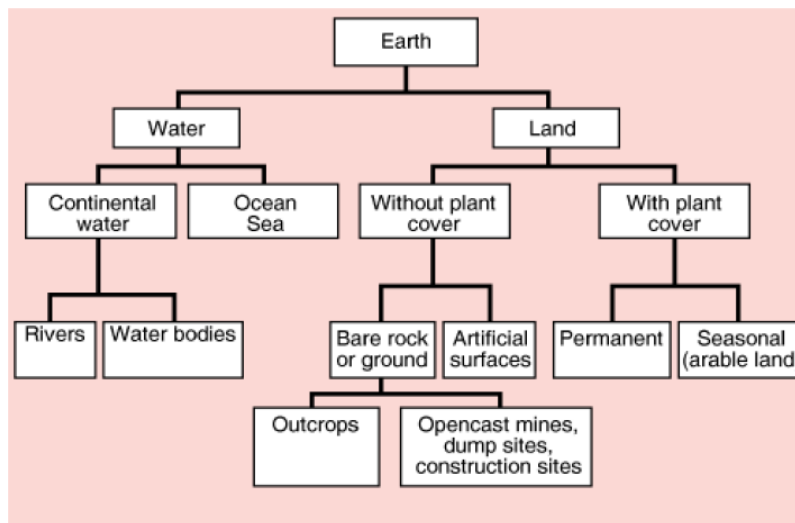 Earth
Water
Land
Continental
water
Ocean
Sea
Without plant
cover
With plant
cover
Rivers
Water bodies
Bare rock
or ground
Artificial
surfaces
Permanent
Seasonal
(arable land
Outcrops
Opencast mines,
dump sites,
construction sites